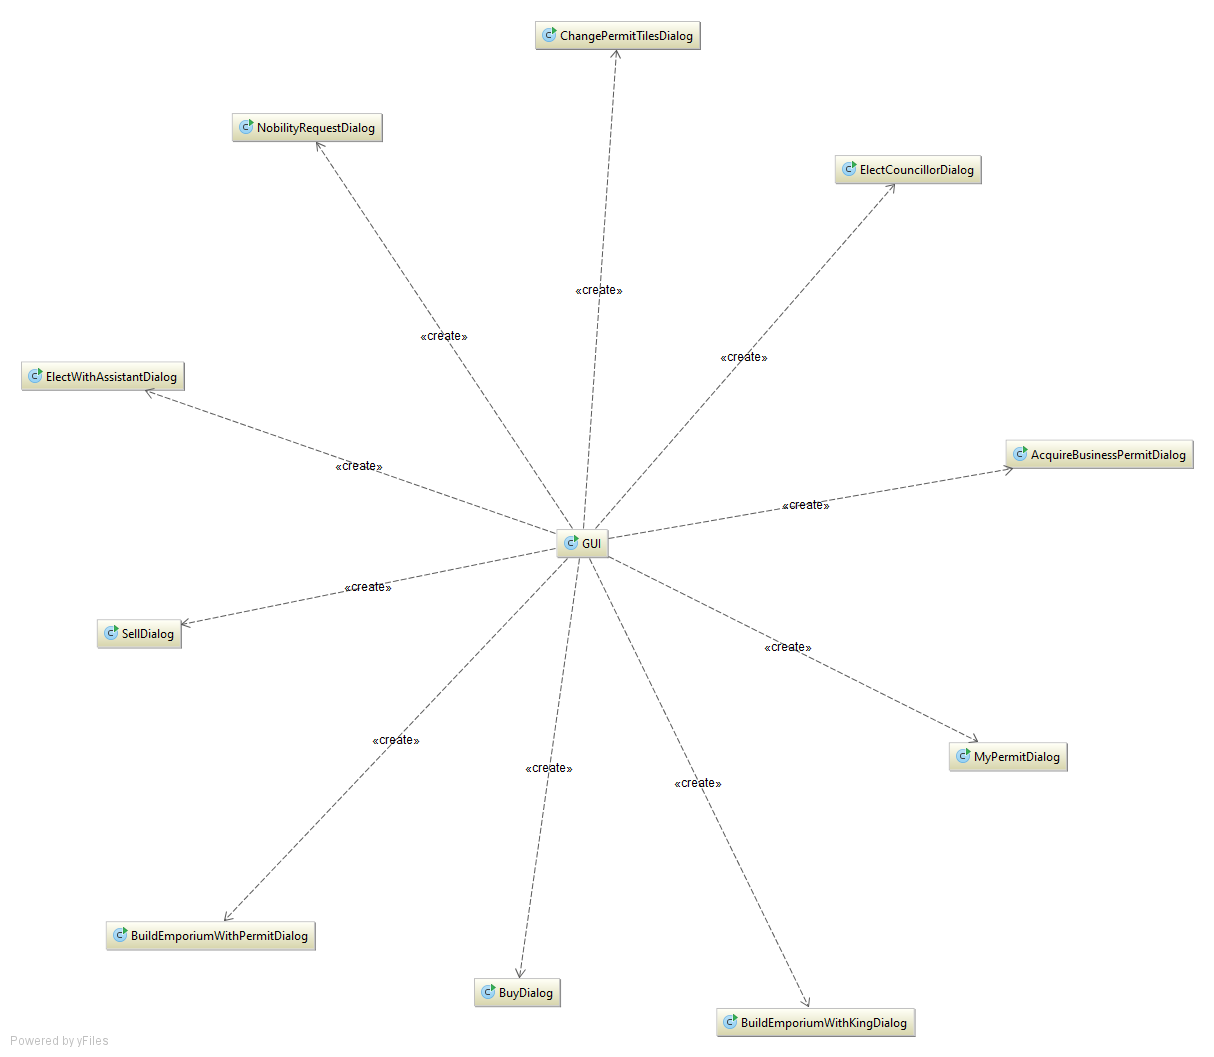 ChangePermitTilesDialog
NobilityRequestDialog
ElectCouncillorDialog
«create»
«create»
«create»
ElectWithAssistantDialog
AcquireBusinessPermitDialog
«create»
«create»
GUI
«create»
SellDialog
«create»
«create»
MyPermitDialog
«create»
«create»
BuildEmporiumWithPermitDialog
BuyDialog
BuildEmporiumWithKingDialog
Powered by yFiles